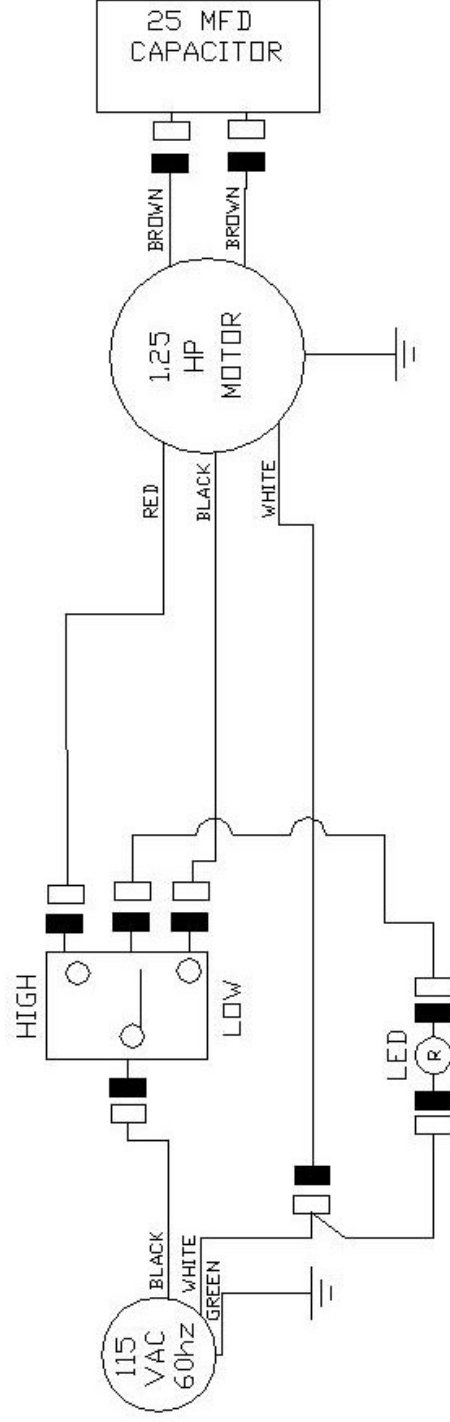 25 MFD
CAPACITOR
BROWN
BROWN
1.25
HP
MOTOR
RED
BLACK
WHITE
HIGH
LOW
LED
R
BLACK
WHITE
GREEN
115
VAC
60hz